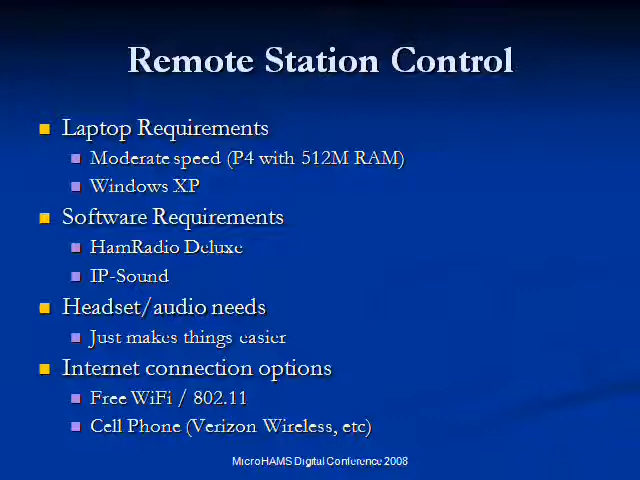 Remote Station Control
Laptop Requirements
Moderate speed (P4 with 512M RAM)
Windows XP
Software Requirements
HamRadio Deluxe
IP-Sound
Headset/audio needs
Just makes things easier
Internet connection options
Free WiFi / 802.11
Cell Phone (Verizon Wireless, etc)
MicroHAMS Digital Conference 2008